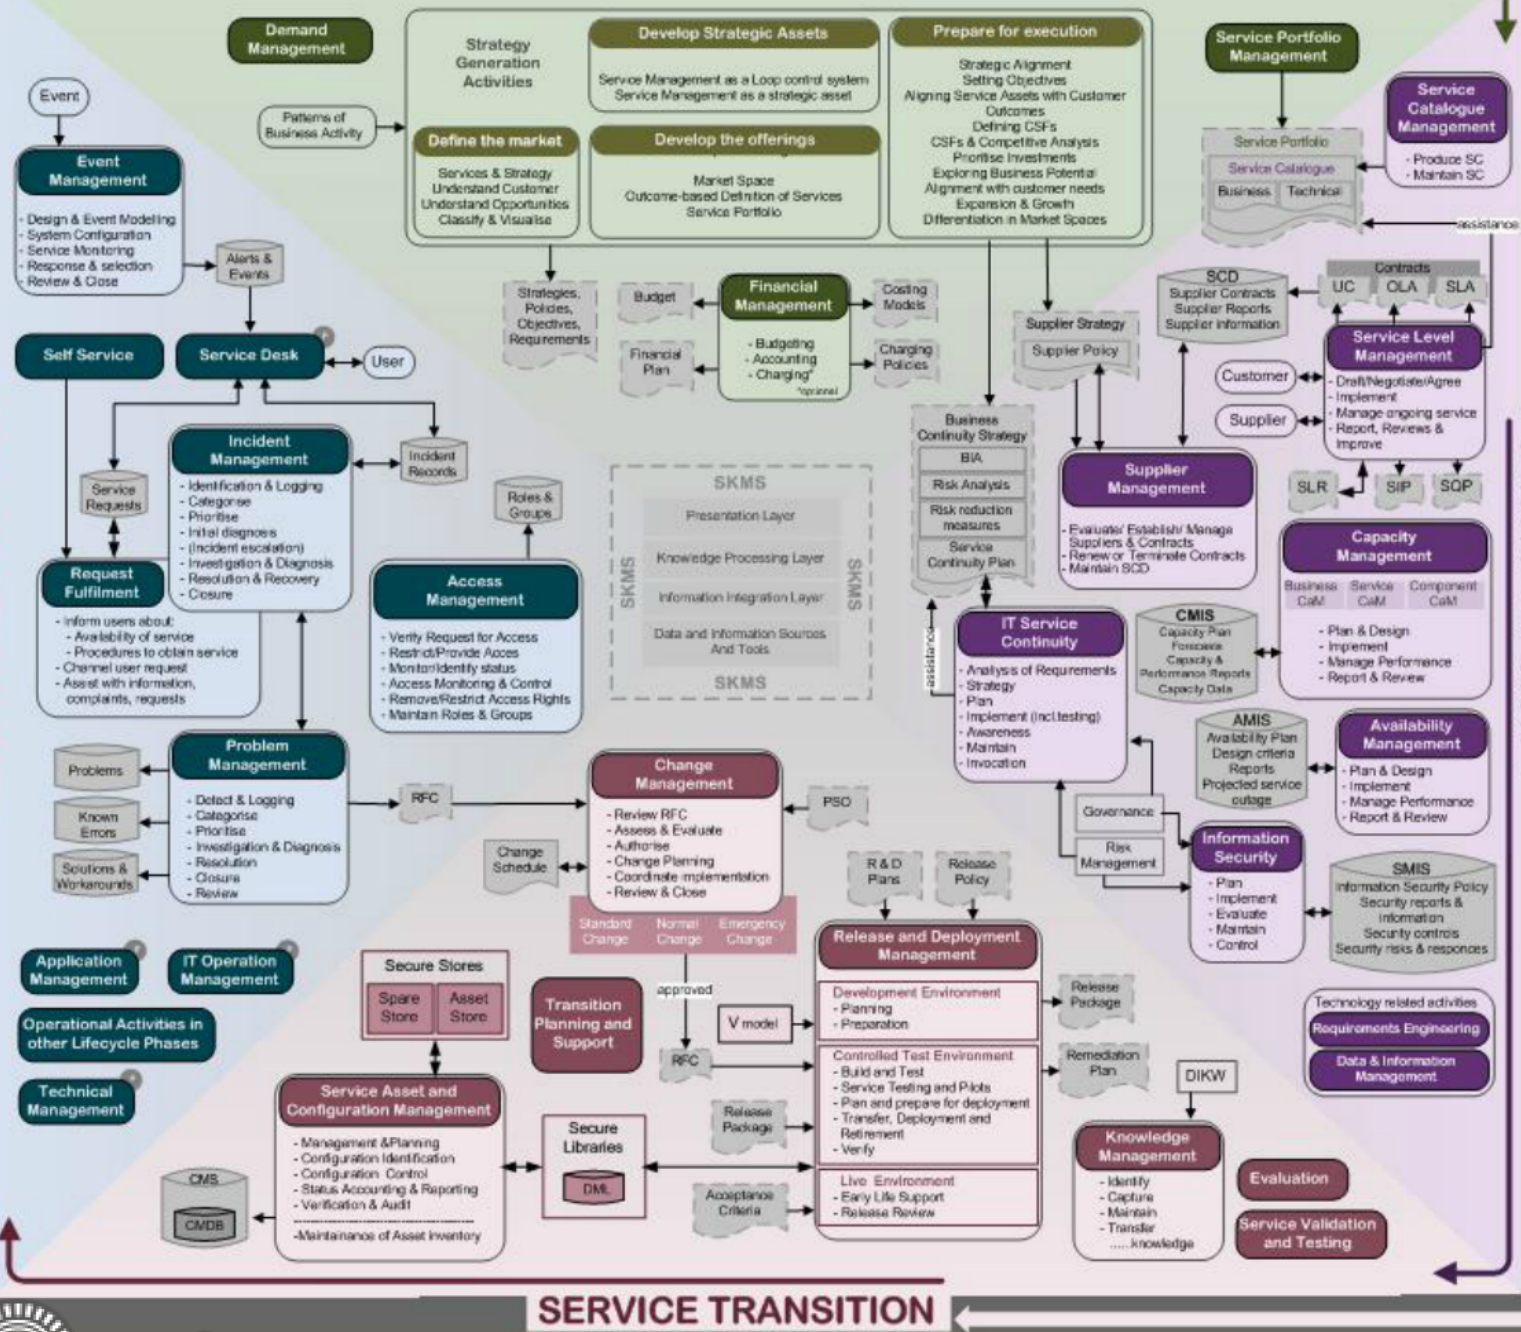 Demand
Management
Strategy
Generation
Activities
Develop Strategic Assets
Service Management as a Loop control system
Service Management as a strategic asset
Prepare for execution
Strategic Alignment
Setting Objectives
Aligning Service Assets with Customer
Outcomes
Defining CSFs
CSFs & Competitive Analysis
Prioritise Investments
Exploring Business Potential
Alignment with customer needs
Expansion & Growth
Differentiation in Market Spaces
Patterns of
Business Activity
Define the market
Services & Strategy
Understand Customer
Understand Opportunities
Classify & Visualise
Develop the offerings
Market Space
Outcome-based Definition of Services
Service Portfolio
Service Portfolio
Management
Service
Catalogue
Management
- Produce SC
- Maintain SC
Service Portfolio
Service Catalogue
Business
Technical
assistance
Event
Event
Management
- Design & Event Modelling
- System Configuration
- Service Monitoring
- Response & selection
- Review & Close
Alerts &
Events
Self Service
Service Desk
User
Strategies,
Policies,
Objectives,
Requirements
Budget
Financial
Plan
Financial
Management
- Budgeting
- Accounting
- Charging*
*optional
Costing
Models
Charging
Policies
Supplier Strategy
Supplier Policy
SCD
Supplier Contracts
Supplier Reports
Supplier information
Contracts
UC
OLA
SLA
Service Level
Management
- Draft/Negotiate/Agree
- Implement
- Manage ongoing service
- Report, Reviews &
Improve
Customer
Supplier
SLR
SIP
SQP
Incident
Management
- Identification & Logging
- Categorise
- Prioritise
- Initial diagnosis
- (Incident escalation)
- Investigation & Diagnosis
- Resolution & Recovery
- Closure
Service
Requests
Incident
Records
Roles &
Groups
Request
Fulfilment
- Inform users about:
- Availability of service
- Procedures to obtain service
- Channel user request
- Assist with information,
complaints, requests
Access
Management
- Verify Request for Access
- Restrict/Provide Acces
- Monitor/Identify status
- Access Monitoring & Control
- Remove/Restrict Access Rights
- Maintain Roles & Groups
SKMS
SKMS
SKMS
Presentation Layer
Knowledge Processing Layer
Information Integration Layer
Data and Information Sources
And Tools
SKMS
Business
Continuity Strategy
BIA
Risk Analysis
Risk reduction
measures
Service
Continuity Plan
assistance
Supplier
Management
- Evaluate/ Establish/ Manage
Suppliers & Contracts
- Renew or Terminate Contracts
- Maintain SCD
Capacity
Management
Business
CaM
Service
CaM
Component
CaM
- Plan & Design
- Implement
- Manage Performance
- Report & Review
CMIS
Capacity Plan
Forecasts
Capacity &
Performance Reports
Capacity Data
IT Service
Continuity
- Analysis of Requirements
- Strategy
- Plan
- Implement (incl.testing)
- Awareness
- Maintain
- Invocation
AMIS
Availability Plan
Design criteria
Reports
Projected service
outage
Availability
Management
- Plan & Design
- Implement
- Manage Performance
- Report & Review
Problems
Known
Errors
Solutions &
Workarounds
Problem
Management
- Detect & Logging
- Categorise
- Prioritise
- Investigation & Diagnosis
- Resolution
- Closure
- Review
RFC
Change
Management
- Review RFC
- Assess & Evaluate
- Authorise
- Change Planning
- Coordinate implementation
- Review & Close
PSO
Change
Schedule
Standard
Change
Normal
Change
Emergency
Change
Governance
Risk
Management
Information
Security
- Plan
- Implement
- Evaluate
- Maintain
- Control
SMIS
Information Security Policy
Security reports &
information
Security controls
Security risks & responces
R & D
Plans
Release
Policy
Application
Management
IT Operation
Management
Operational Activities in
other Lifecycle Phases
Technical
Management
Secure Stores
Spare
Store
Asset
Store
Transition
Planning and
Support
approved
V model
RFC
Release and Deployment
Management
Development Environment
- Planning
- Preparation
Controlled Test Environment
- Build and Test
- Service Testing and Pilots
- Plan and prepare for deployment
- Transfer, Deployment and
Retirement
- Verify
Live Environment
- Early Life Support
- Release Review
Release
Package
Remediation
Plan
Technology related activities
Requirements Engineering
Data & Information
Management
Service Asset and
Configuration Management
- Management &Planning
- Configuration Identification
- Configuration Control
- Status Accounting & Reporting
- Verification & Audit
-Maintainance of Asset inventory
CMS
CMDB
Secure
Libraries
DML
Release
Package
Acceptance
Criteria
DIKW
Knowledge
Management
- Identify
- Capture
- Maintain
- Transfer
.....knowledge
Evaluation
Service Validation
and Testing
SERVICE TRANSITION